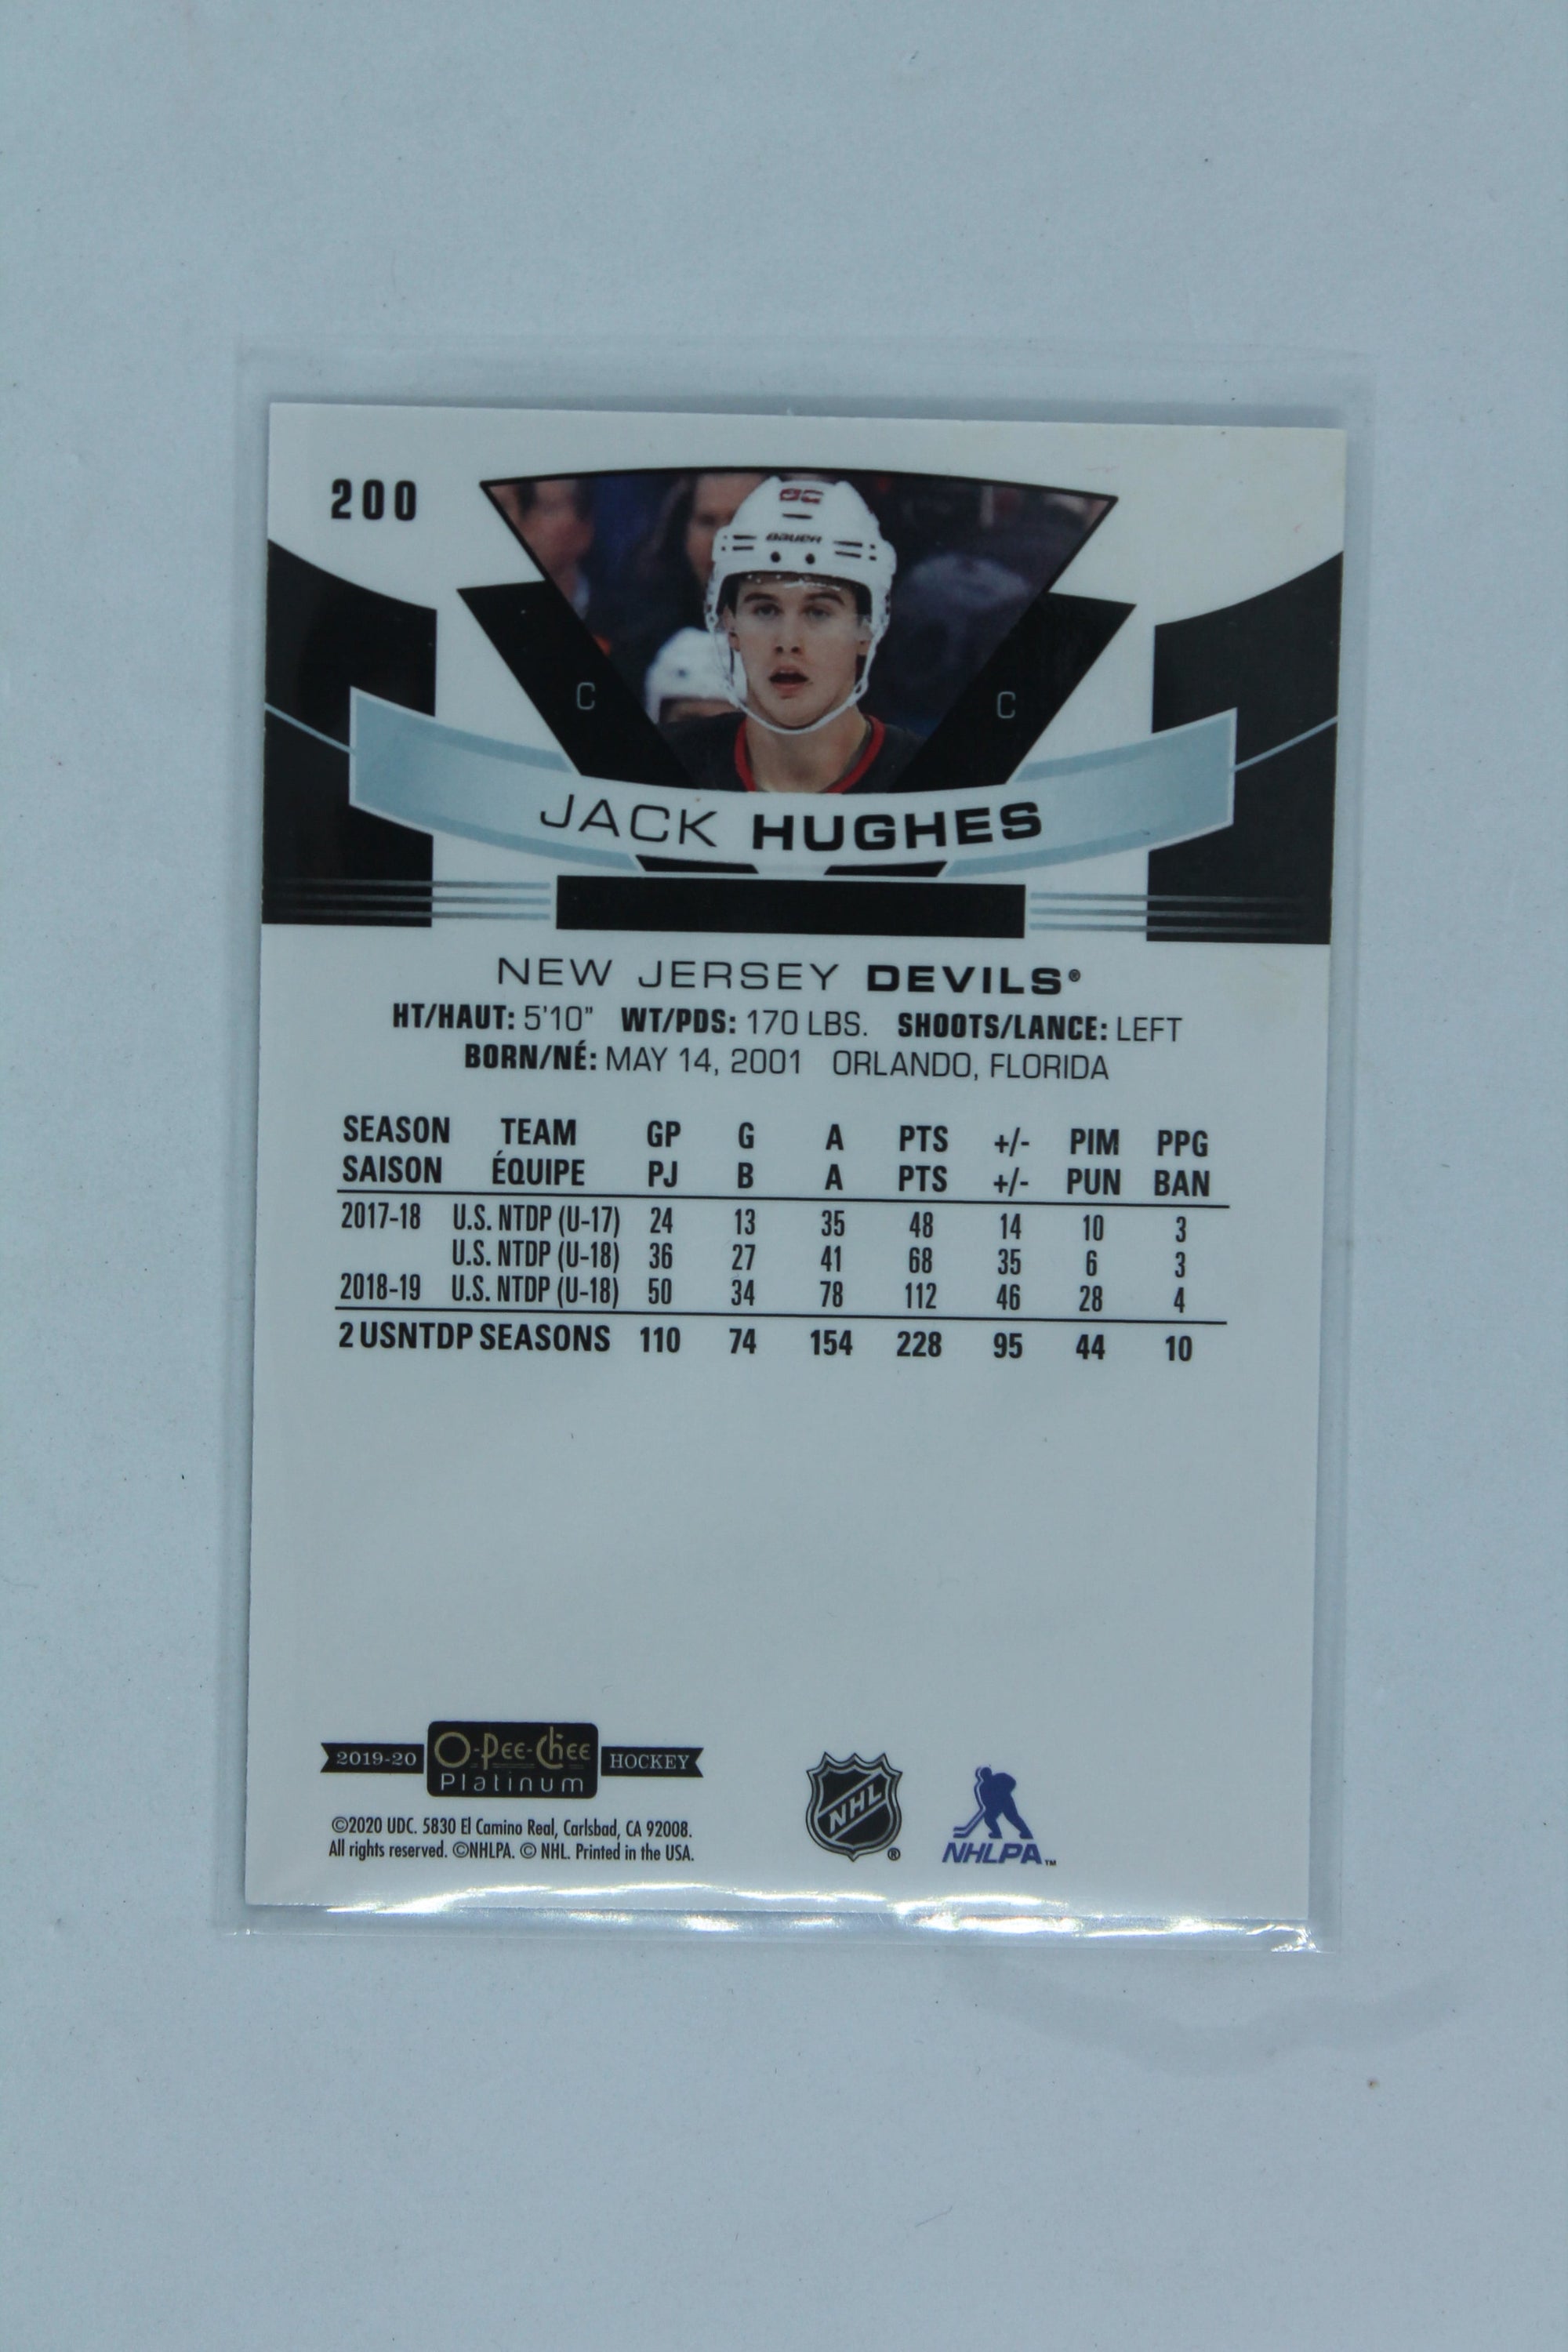 200
86
BAUER
C C
JACK HUGHES
NEW JERSEY DEVILS®
HT/HAUT: 5'10" WT/PDS: 170 LBS. SHOOTS/LANCE: LEFT
BORN/NÉ: MAY 14, 2001 ORLANDO, FLORIDA
SEASON TEAM GP G A PTS +/- PIM PPG
SAISON ÉQUIPE PJ B A PTS +/- PUN BAN
2017-18 U.S. NTDP (U-17) 24 13 35 48 14 10 3
U.S. NTDP (U-18) 36 27 41 68 35 6 3
2018-19 U.S. NTDP (U-18) 50 34 78 112 46 28 4
2 USNTDP SEASONS 110 74 154 228 95 44 10
2019-20 O-Pee-Chee HOCKEY
Platinum
©2020 UDC. 5830 El Camino Real, Carlsbad, CA 92008.
All rights reserved. ©NHLPA. © NHL. Printed in the USA.
NHL ®
NHLPA™